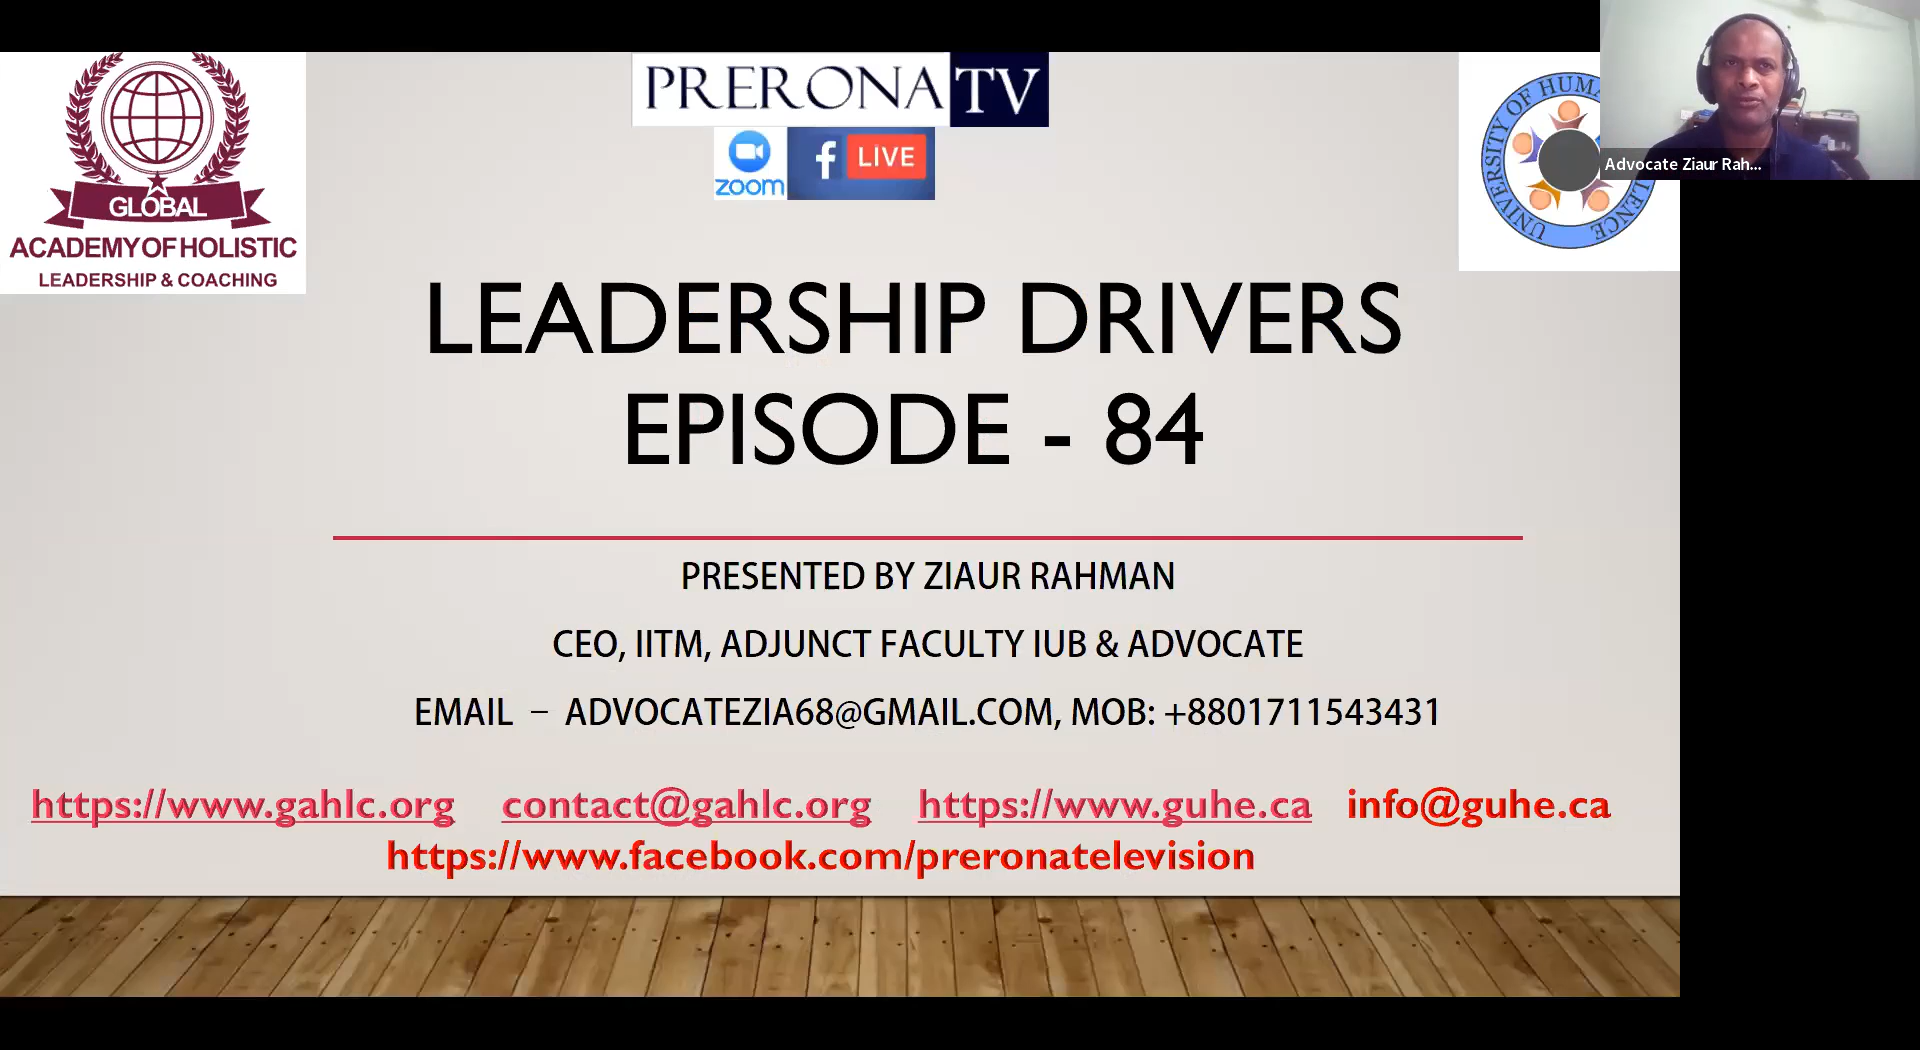 PRERONA TV
zoom
f LIVE
GLOBAL
ACADEMY OF HOLISTIC
LEADERSHIP & COACHING
UNIVERSITY OF
Advocate Ziaur Rah...
LEADERSHIP DRIVERS
EPISODE - 84
PRESENTED BY ZIAUR RAHMAN
CEO, IITM, ADJUNCT FACULTY IUB & ADVOCATE
EMAIL – ADVOCATEZIA68@GMAIL.COM, MOB: +8801711543431
https://www.gahlc.org contact@gahlc.org https://www.guhe.ca info@guhe.ca
https://www.facebook.com/preronatelevision